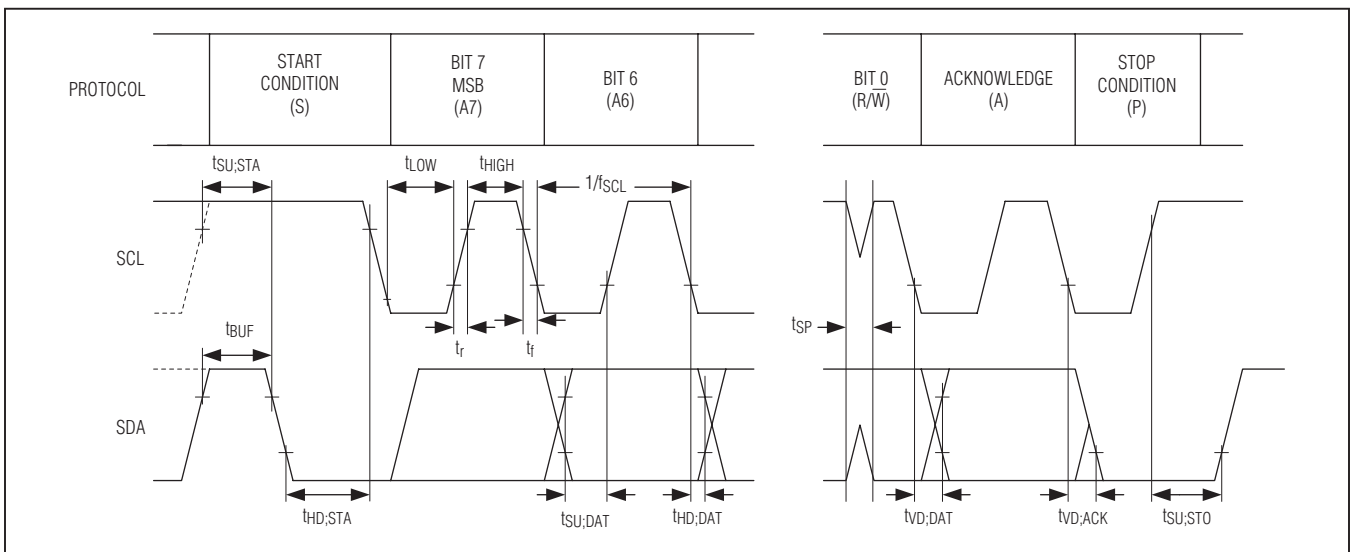 PROTOCOL
START
CONDITION
(S)
BIT 7
MSB
(A7)
BIT 6
(A6)
BIT 0
(R/W̅)
ACKNOWLEDGE
(A)
STOP
CONDITION
(P)
tSU;STA
tLOW
tHIGH
1/fSCL
SCL
tBUF
tr
tf
tSP
SDA
tHD;STA
tSU;DAT
tHD;DAT
tVD;DAT
tVD;ACK
tSU;STO